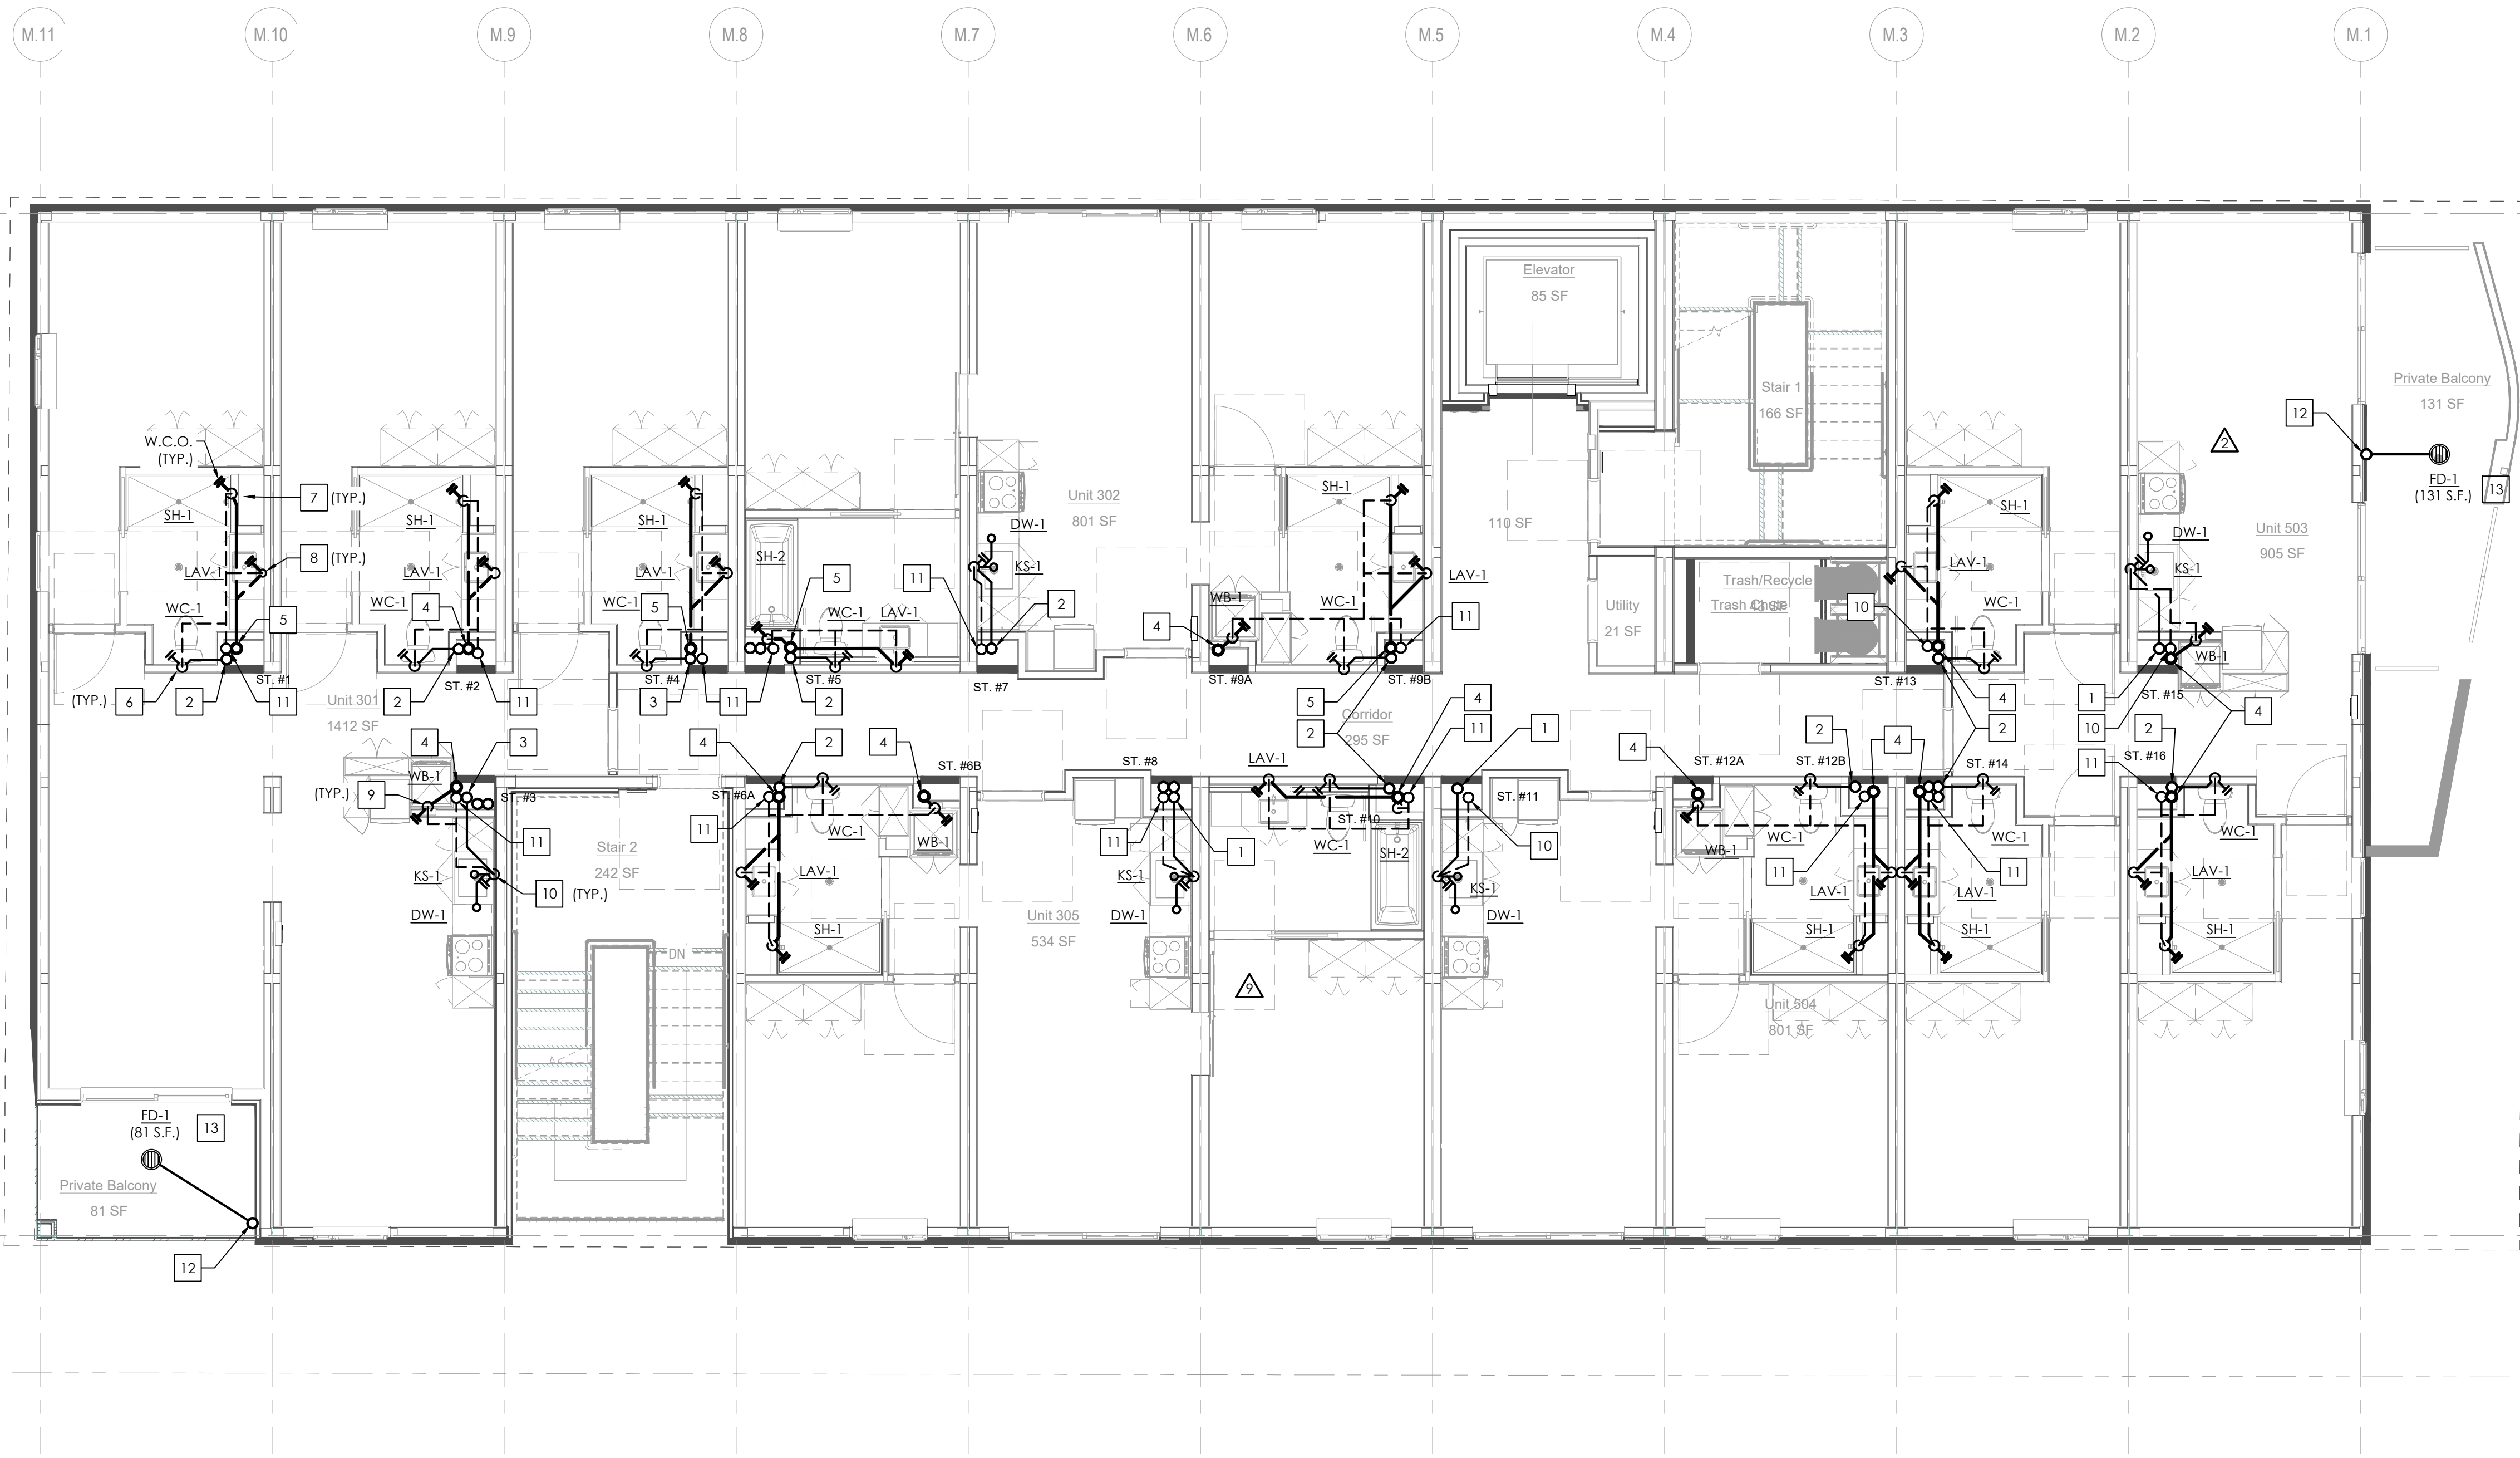 M.11
M.10
M.9
M.8
M.7
M.6
M.5
M.4
M.3
M.2
M.1
Elevator
85 SF
Stair 1
166 SF
Private Balcony
131 SF
12
2
W.C.O.
(TYP.)
7 (TYP.)
SH-1
SH-1
SH-1
Unit 302
801 SF
SH-1
SH-1
FD-1
(131 S.F.)
13
110 SF
DW-1
DW-1
Unit 503
905 SF
8 (TYP.)
LAV-1
LAV-1
LAV-1
SH-2
KS-1
LAV-1
LAV-1
KS-1
5
11
Trash/Recycle
Trash Chute
43 SF
Utility
21 SF
10
WC-1
5
WC-1
4
WC-1
5
WC-1
LAV-1
2
4
WB-1
WC-1
11
WC-1
WB-1
ST. #1
ST. #2
ST. #4
ST. #5
ST. #7
ST. #9A
ST. #9B
ST. #13
ST. #15
(TYP.) 6
2
11
Unit 301
1412 SF
2
11
3
11
2
5
4
Corridor
295 SF
4
1
4
4
3
4
2
4
2
11
1
4
2
4
2
10
2
ST. #6B
ST. #8
LAV-1
ST. #12A
ST. #12B
ST. #14
ST. #16
11
WB-1
(TYP.) 9
ST. #3
ST. #6A
ST. #11
11
11
WC-1
WB-1
11
1
ST. #10
WC-1
SH-2
10
WB-1
WC-1
WC-1
WC-1
Stair 2
242 SF
KS-1
10 (TYP.)
LAV-1
KS-1
KS-1
11
LAV-1
11
LAV-1
LAV-1
DW-1
Unit 305
534 SF
DW-1
DW-1
SH-1
SH-1
SH-1
SH-1
DN
9
Unit 504
801 SF
FD-1
(81 S.F.)
13
Private Balcony
81 SF
12